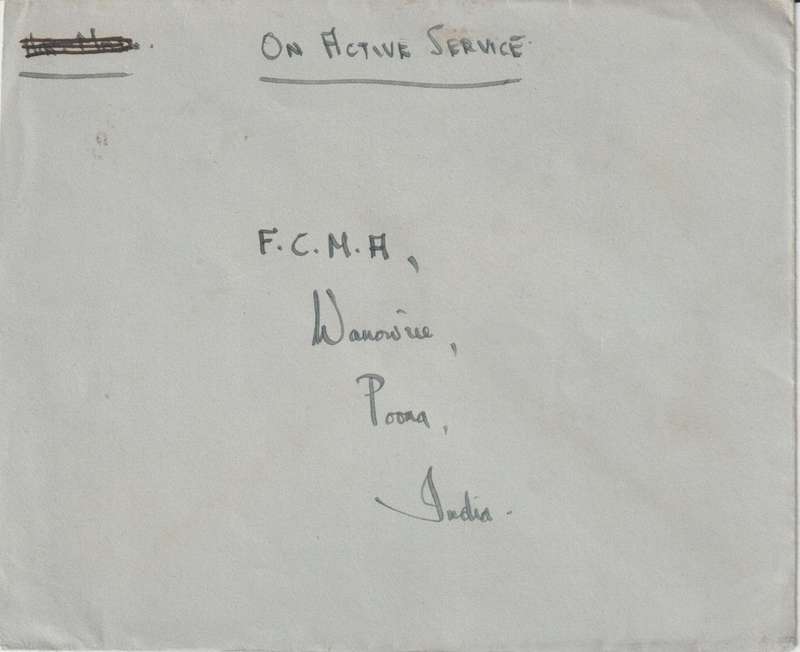 On Active Service
F.C.M.A,
Wanowrie,
Poona,
India.